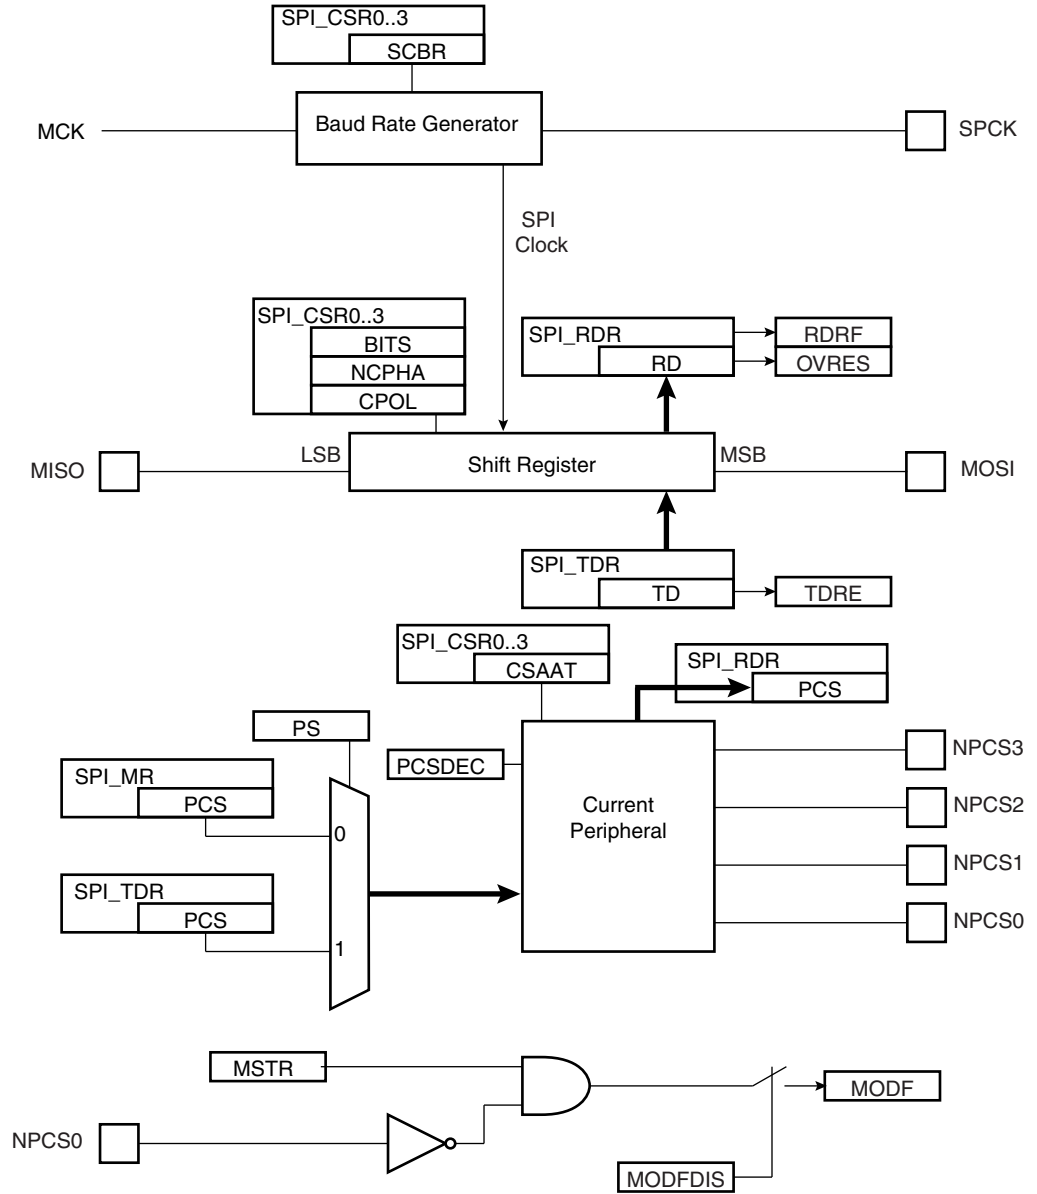 SPI_CSR0..3
SCBR
MCK
Baud Rate Generator
SPCK
SPI
Clock
SPI_CSR0..3
BITS
NCPHA
CPOL
SPI_RDR
RD
RDRF
OVRES
MISO
LSB
Shift Register
MSB
MOSI
SPI_TDR
TD
TDRE
SPI_CSR0..3
CSAAT
SPI_RDR
PCS
PS
PCSDEC
SPI_MR
PCS
0
SPI_TDR
PCS
1
Current
Peripheral
NPCS3
NPCS2
NPCS1
NPCS0
MSTR
MODF
NPCS0
MODFDIS